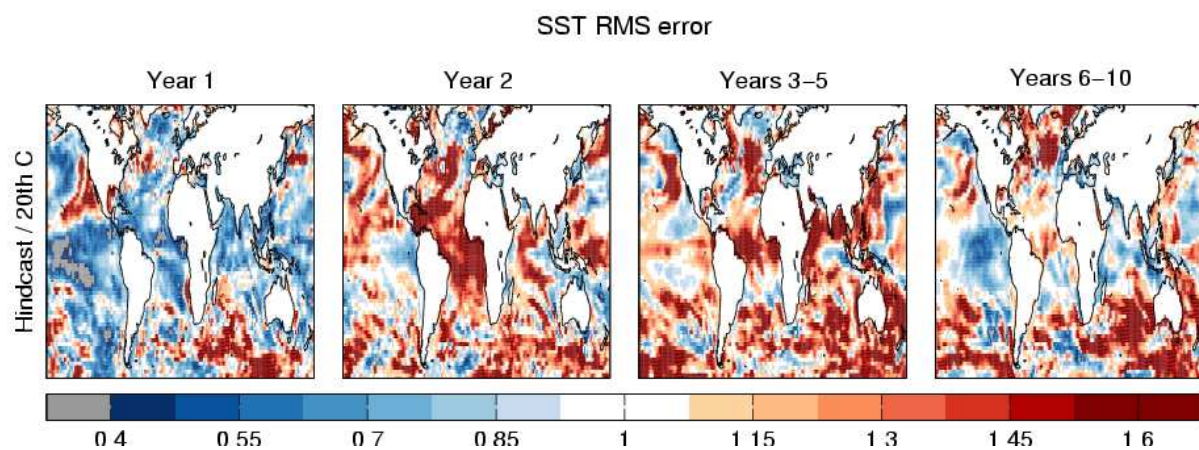 SST RMS error
Year 1
Year 2
Years 3−5
Years 6−10
Hindcast / 20th C
0 4
0 55
0 7
0 85
1
1 15
1 3
1 45
1 6